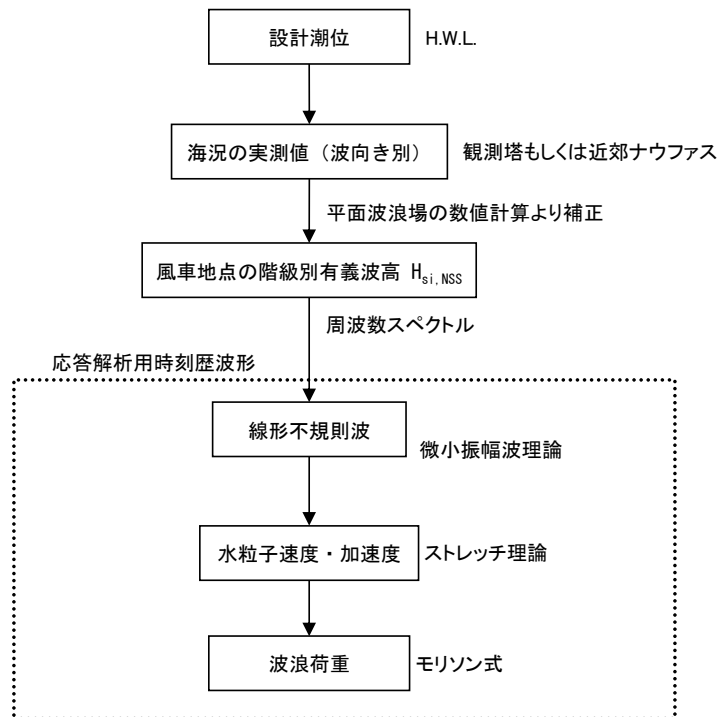 設計潮位
H.W.L.
海況の実測値（波向き別）
観測塔もしくは近郊ナウファス
平面波浪場の数値計算より補正
風車地点の階級別有義波高 Hsi,NSS
周波数スペクトル
応答解析用時刻歴波形
線形不規則波
微小振幅波理論
水粒子速度・加速度
ストレッチ理論
波浪荷重
モリソン式